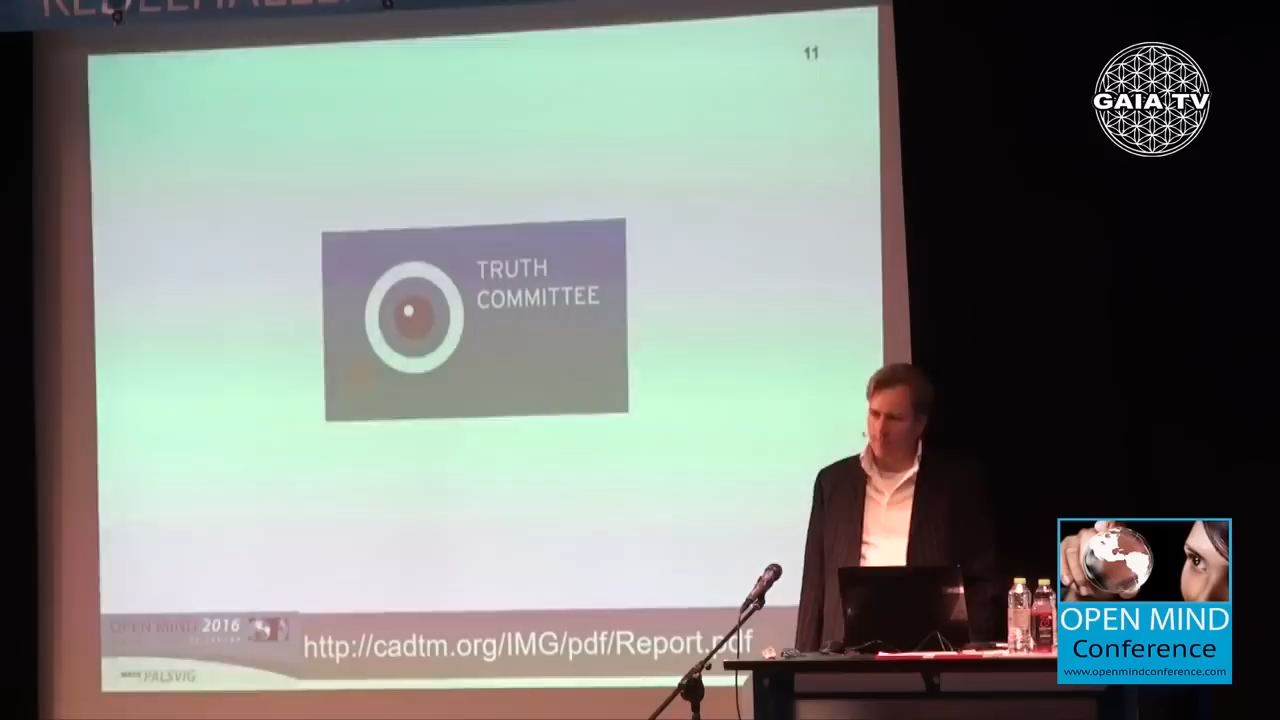 11
GAIA TV
TRUTH
COMMITTEE
OPEN MIND 2016
http://cadtm.org/IMG/pdf/Report.pdf
PALSVIG
OPEN MIND
Conference
www.openmindconference.com